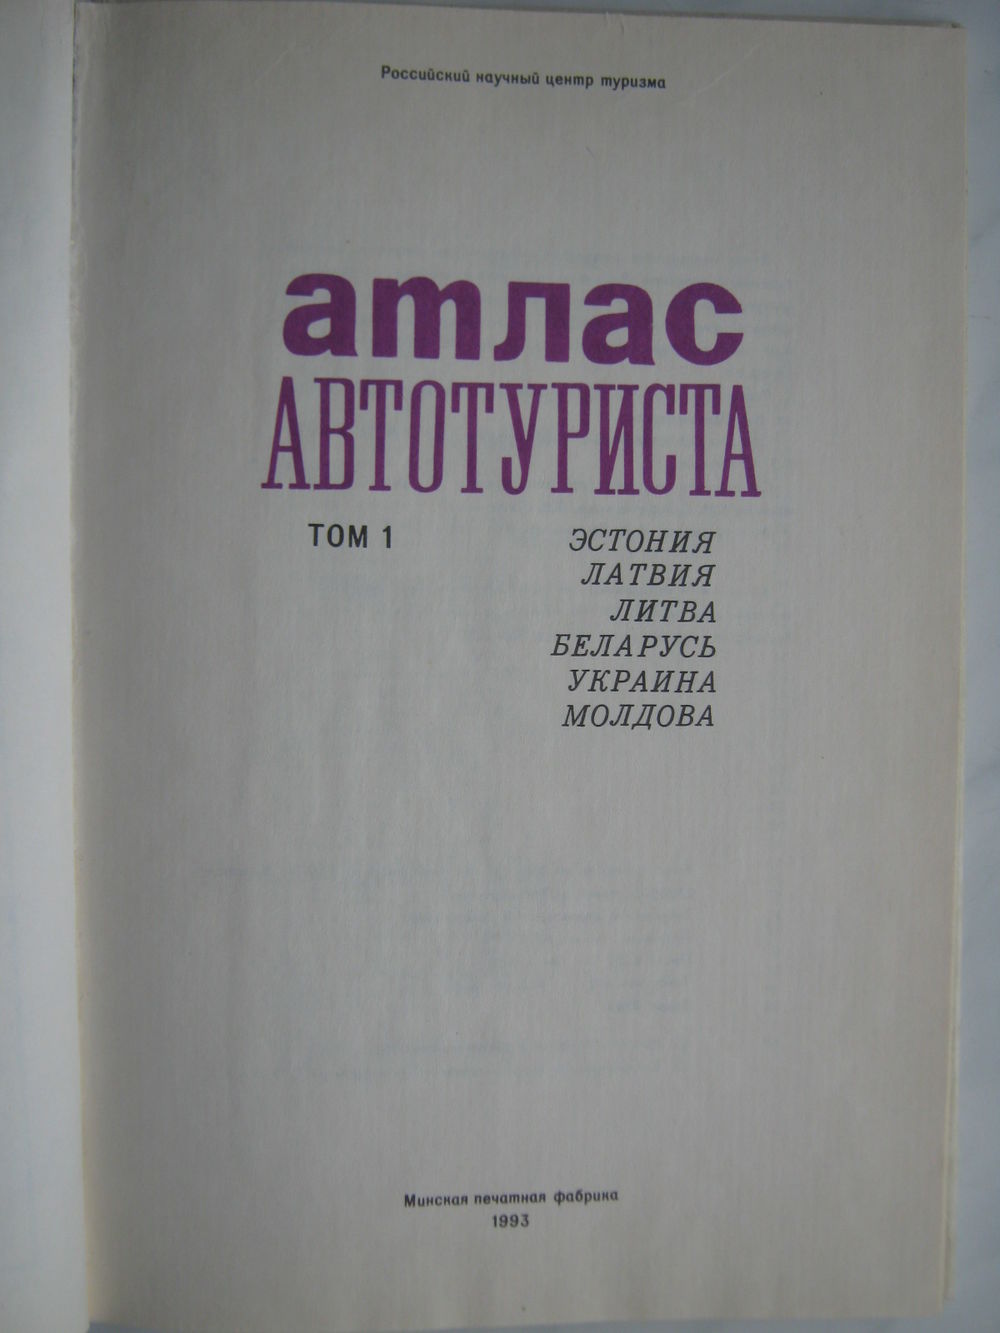 Российский научный центр туризма
атлас
АВТОТУРИСТА
ТОМ 1
ЭСТОНИЯ
ЛАТВИЯ
ЛИТВА
БЕЛАРУСЬ
УКРАИНА
МОЛДОВА
Минская печатная фабрика
1993